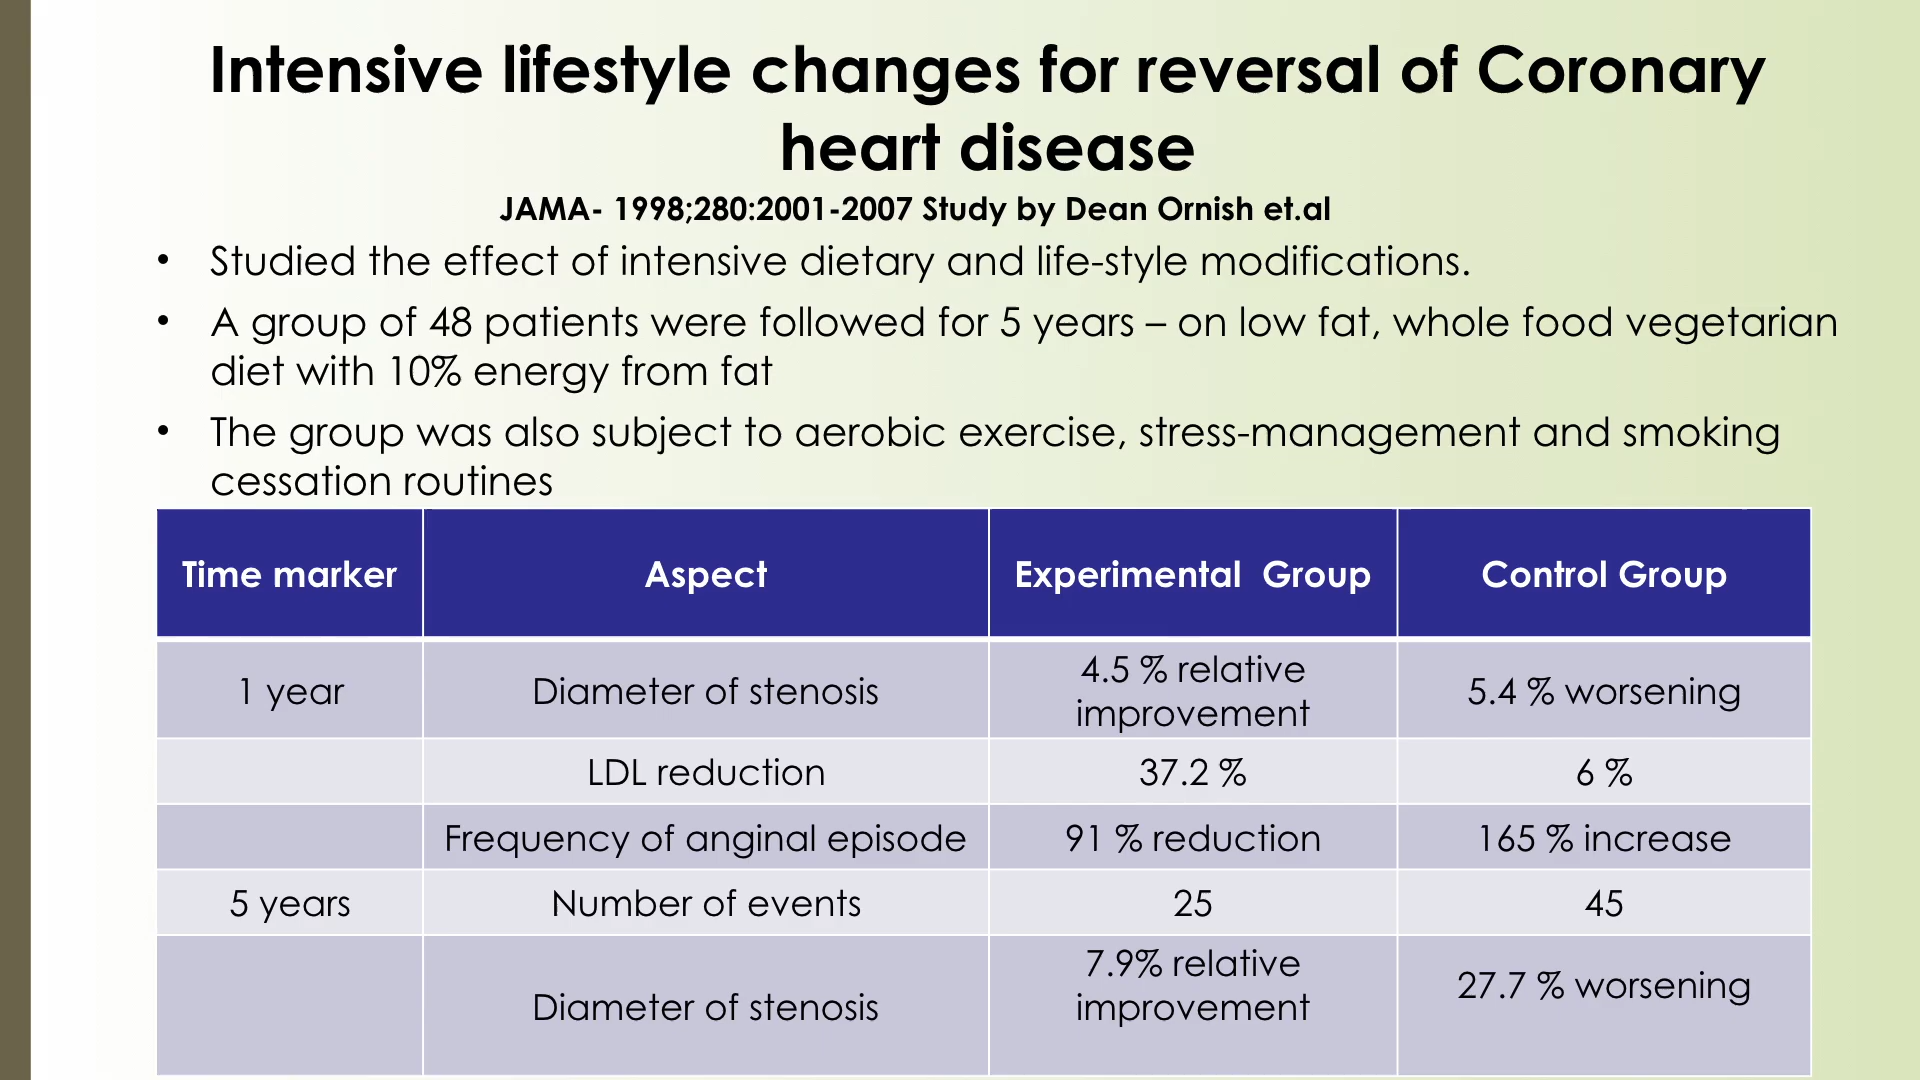 Intensive lifestyle changes for reversal of Coronary
heart disease
JAMA- 1998;280:2001-2007 Study by Dean Ornish et.al
• Studied the effect of intensive dietary and life-style modifications.
• A group of 48 patients were followed for 5 years – on low fat, whole food vegetarian
diet with 10% energy from fat
• The group was also subject to aerobic exercise, stress-management and smoking
cessation routines
Time marker Aspect Experimental  Group Control Group
1 year Diameter of stenosis 4.5 % relative
improvement 5.4 % worsening
LDL reduction 37.2 % 6 %
Frequency of anginal episode 91 % reduction 165 % increase
5 years Number of events 25 45
Diameter of stenosis 7.9% relative
improvement 27.7 % worsening